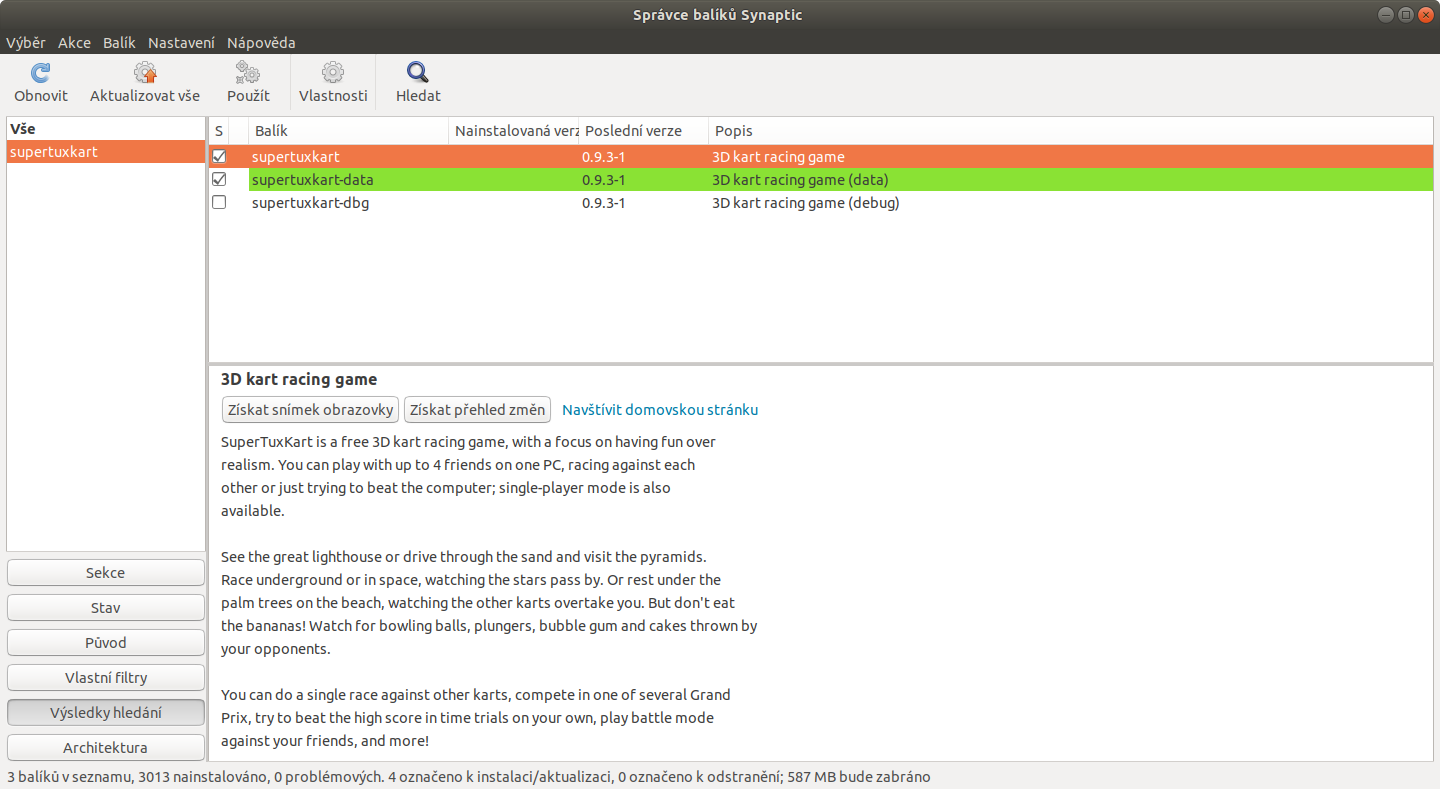 Správce balíků Synaptic
Výběr Akce Balík Nastavení Nápověda
Obnovit Aktualizovat vše Použít Vlastnosti Hledat
Vše
supertuxkart
S Balík Nainstalovaná verz Poslední verze Popis
supertuxkart 0.9.3-1 3D kart racing game
supertuxkart-data 0.9.3-1 3D kart racing game (data)
supertuxkart-dbg 0.9.3-1 3D kart racing game (debug)
3D kart racing game
Získat snímek obrazovky Získat přehled změn Navštívit domovskou stránku
SuperTuxKart is a free 3D kart racing game, with a focus on having fun over
realism. You can play with up to 4 friends on one PC, racing against each
other or just trying to beat the computer; single-player mode is also
available.
See the great lighthouse or drive through the sand and visit the pyramids.
Race underground or in space, watching the stars pass by. Or rest under the
palm trees on the beach, watching the other karts overtake you. But don't eat
the bananas! Watch for bowling balls, plungers, bubble gum and cakes thrown by
your opponents.
You can do a single race against other karts, compete in one of several Grand
Prix, try to beat the high score in time trials on your own, play battle mode
against your friends, and more!
Sekce
Stav
Původ
Vlastní filtry
Výsledky hledání
Architektura
3 balíků v seznamu, 3013 nainstalováno, 0 problémových. 4 označeno k instalaci/aktualizaci, 0 označeno k odstranění; 587 MB bude zabráno